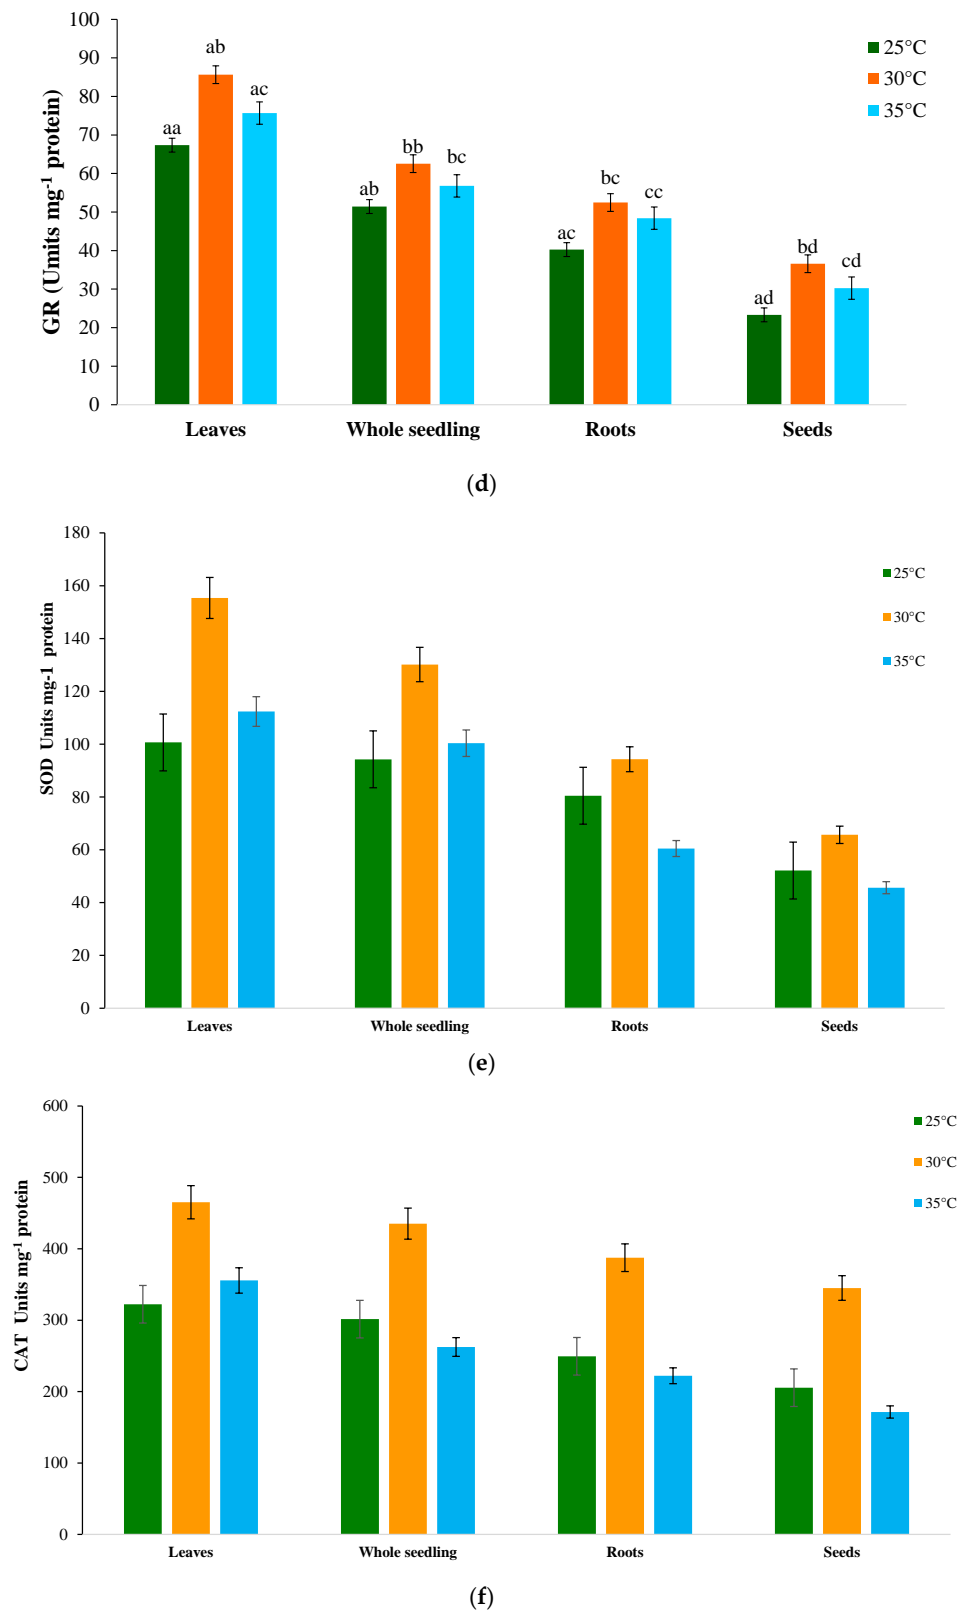 100
90
80
70
60
50
40
30
20
10
0
GR (Units mg-1 protein)
aa
ab
ac
ab
bb
bc
ac
bc
cc
ad
bd
cd
25°C
30°C
35°C
Leaves
Whole seedling
Roots
Seeds
(d)
180
160
140
120
100
80
60
40
20
0
SOD Units mg-1 protein
25°C
30°C
35°C
Leaves
Whole seedling
Roots
Seeds
(e)
600
500
400
300
200
100
0
CAT Units mg-1 protein
25°C
30°C
35°C
Leaves
Whole seedling
Roots
Seeds
(f)